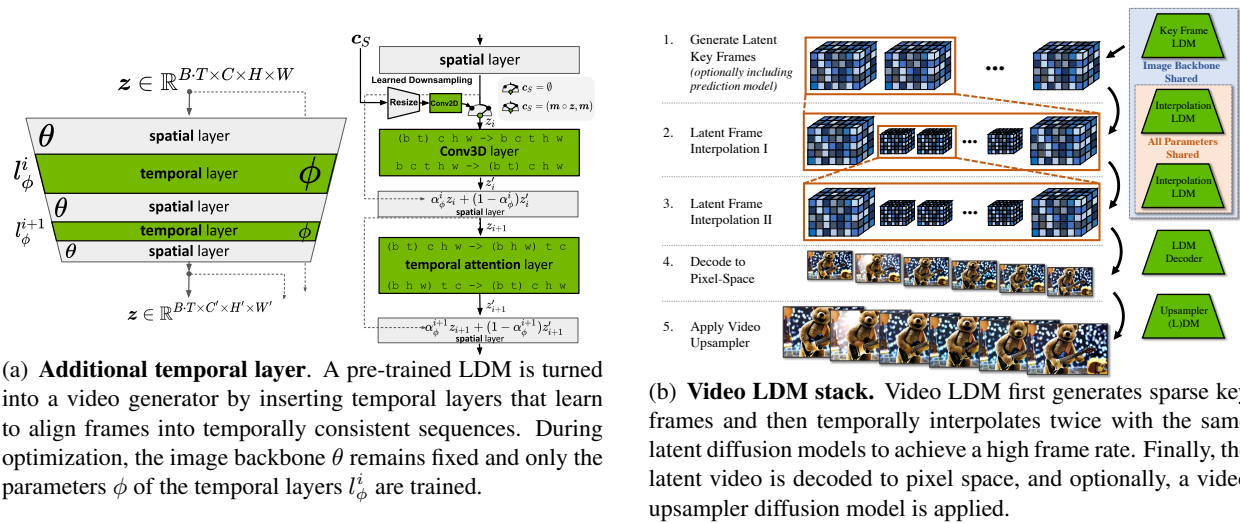 z ∈ ℝ^{B·T×C×H×W}
θ
spatial layer
l_ϕ^i
temporal layer
ϕ
θ
spatial layer
l_ϕ^{i+1}
temporal layer
ϕ
θ
spatial layer
z ∈ ℝ^{B·T×C′×H′×W′}
c_S
spatial layer
Learned Downsampling
Resize
Conv2D
c_S = ∅
c_S = (m ∘ z, m)
z_i
(b t) c h w -> b c t h w
Conv3D layer
b c t h w -> (b t) c h w
z′_i
α_ϕ^i z_i + (1 − α_ϕ^i)z′_i
spatial layer
z_{i+1}
(b t) c h w -> (b h w) t c
temporal attention layer
(b h w) t c -> (b t) c h w
z′_{i+1}
α_ϕ^{i+1} z_{i+1} + (1 − α_ϕ^{i+1})z′_{i+1}
spatial layer
(a) Additional temporal layer. A pre-trained LDM is turned
into a video generator by inserting temporal layers that learn
to align frames into temporally consistent sequences. During
optimization, the image backbone θ remains fixed and only the
parameters ϕ of the temporal layers l_ϕ^i are trained.
1. Generate Latent
Key Frames
(optionally including
prediction model)
2. Latent Frame
Interpolation I
3. Latent Frame
Interpolation II
4. Decode to
Pixel-Space
5. Apply Video
Upsampler
Key Frame
LDM
Image Backbone
Shared
Interpolation
LDM
All Parameters
Shared
Interpolation
LDM
LDM
Decoder
Upsampler
(L)DM
(b) Video LDM stack. Video LDM first generates sparse key
frames and then temporally interpolates twice with the same
latent diffusion models to achieve a high frame rate. Finally, the
latent video is decoded to pixel space, and optionally, a video
upsampler diffusion model is applied.